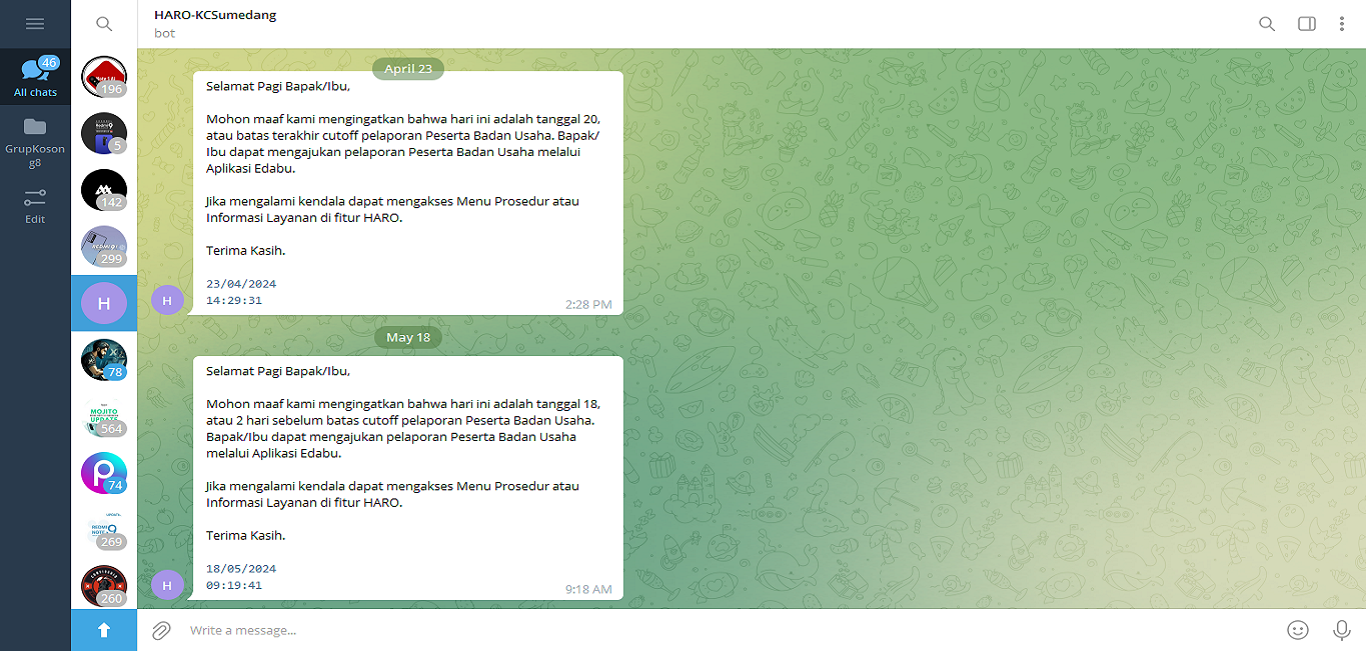 HARO-KCSumedang
bot
46
All chats
GrupKoson
g8
Edit
196
5
142
299
H
78
MOJITO
564
74
269
260
April 23
Selamat Pagi Bapak/Ibu,
Mohon maaf kami mengingatkan bahwa hari ini adalah tanggal 20,
atau batas terakhir cutoff pelaporan Peserta Badan Usaha. Bapak/
Ibu dapat mengajukan pelaporan Peserta Badan Usaha melalui
Aplikasi Edabu.
Jika mengalami kendala dapat mengakses Menu Prosedur atau
Informasi Layanan di fitur HARO.
Terima Kasih.
23/04/2024
14:29:31
2:28 PM
H
May 18
Selamat Pagi Bapak/Ibu,
Mohon maaf kami mengingatkan bahwa hari ini adalah tanggal 18,
atau 2 hari sebelum batas cutoff pelaporan Peserta Badan Usaha.
Bapak/Ibu dapat mengajukan pelaporan Peserta Badan Usaha
melalui Aplikasi Edabu.
Jika mengalami kendala dapat mengakses Menu Prosedur atau
Informasi Layanan di fitur HARO.
Terima Kasih.
18/05/2024
09:19:41
9:18 AM
H
Write a message...